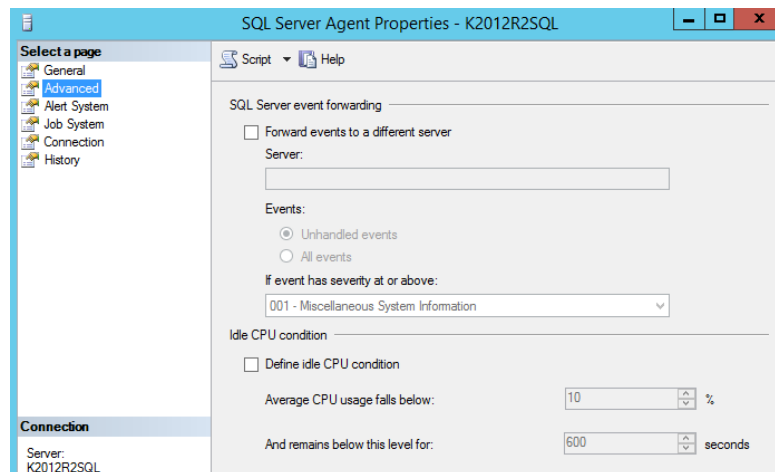 SQL Server Agent Properties - K2012R2SQL
Select a page
General
Advanced
Alert System
Job System
Connection
History
Script
Help
SQL Server event forwarding
Forward events to a different server
Server:
Events:
Unhandled events
All events
If event has severity at or above:
001 - Miscellaneous System Information
Idle CPU condition
Define idle CPU condition
Average CPU usage falls below: 10 %
And remains below this level for: 600 seconds
Connection
Server:
K2012R2SQL